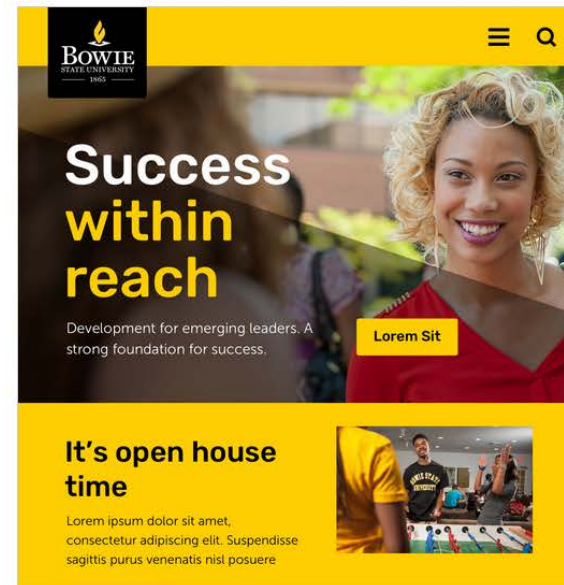 BOWIE
STATE UNIVERSITY
1865
Success
within
reach
Development for emerging leaders. A
strong foundation for success.
Lorem Sit
It’s open house
time
Lorem ipsum dolor sit amet,
consectetur adipiscing elit. Suspendisse
sagittis purus venenatis nisl posuere
BOWIE STATE
UNIVERSITY